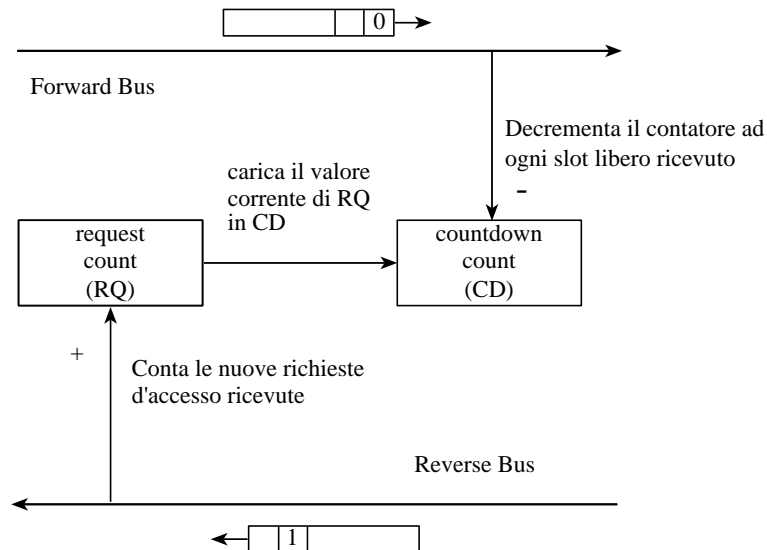 0
Forward Bus
Decrementa il contatore ad
ogni slot libero ricevuto
-
carica il valore
corrente di RQ
in CD
request
count
(RQ)
countdown
count
(CD)
+
Conta le nuove richieste
d'accesso ricevute
Reverse Bus
1